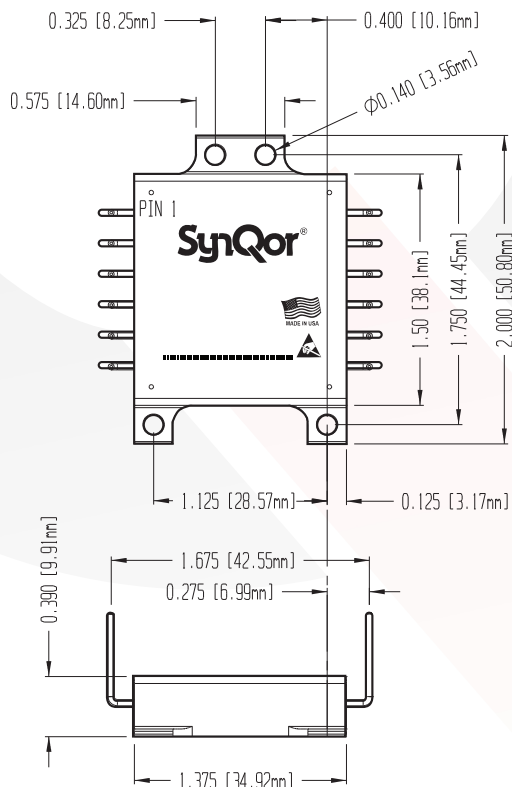 0.325 [8.25mm]
0.400 [10.16mm]
0.575 [14.60mm]
Ø0.140 [3.56mm]
PIN 1
SynQor®
MADE IN USA
1.50 [38.1mm]
1.750 [44.45mm]
2.000 [50.80mm]
1.125 [28.57mm]
0.125 [3.17mm]
0.390 [9.91mm]
1.675 [42.55mm]
0.275 [6.99mm]
1.375 [34.92mm]